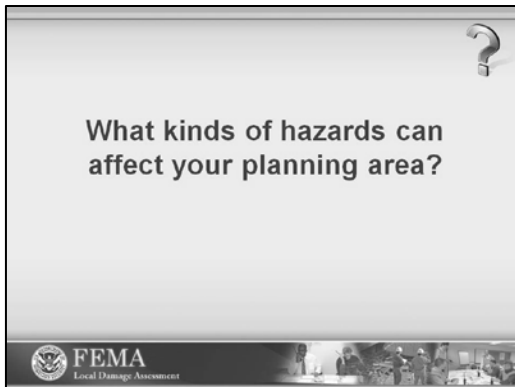 What kinds of hazards can
affect your planning area?
FEMA
Local Damage Assessment